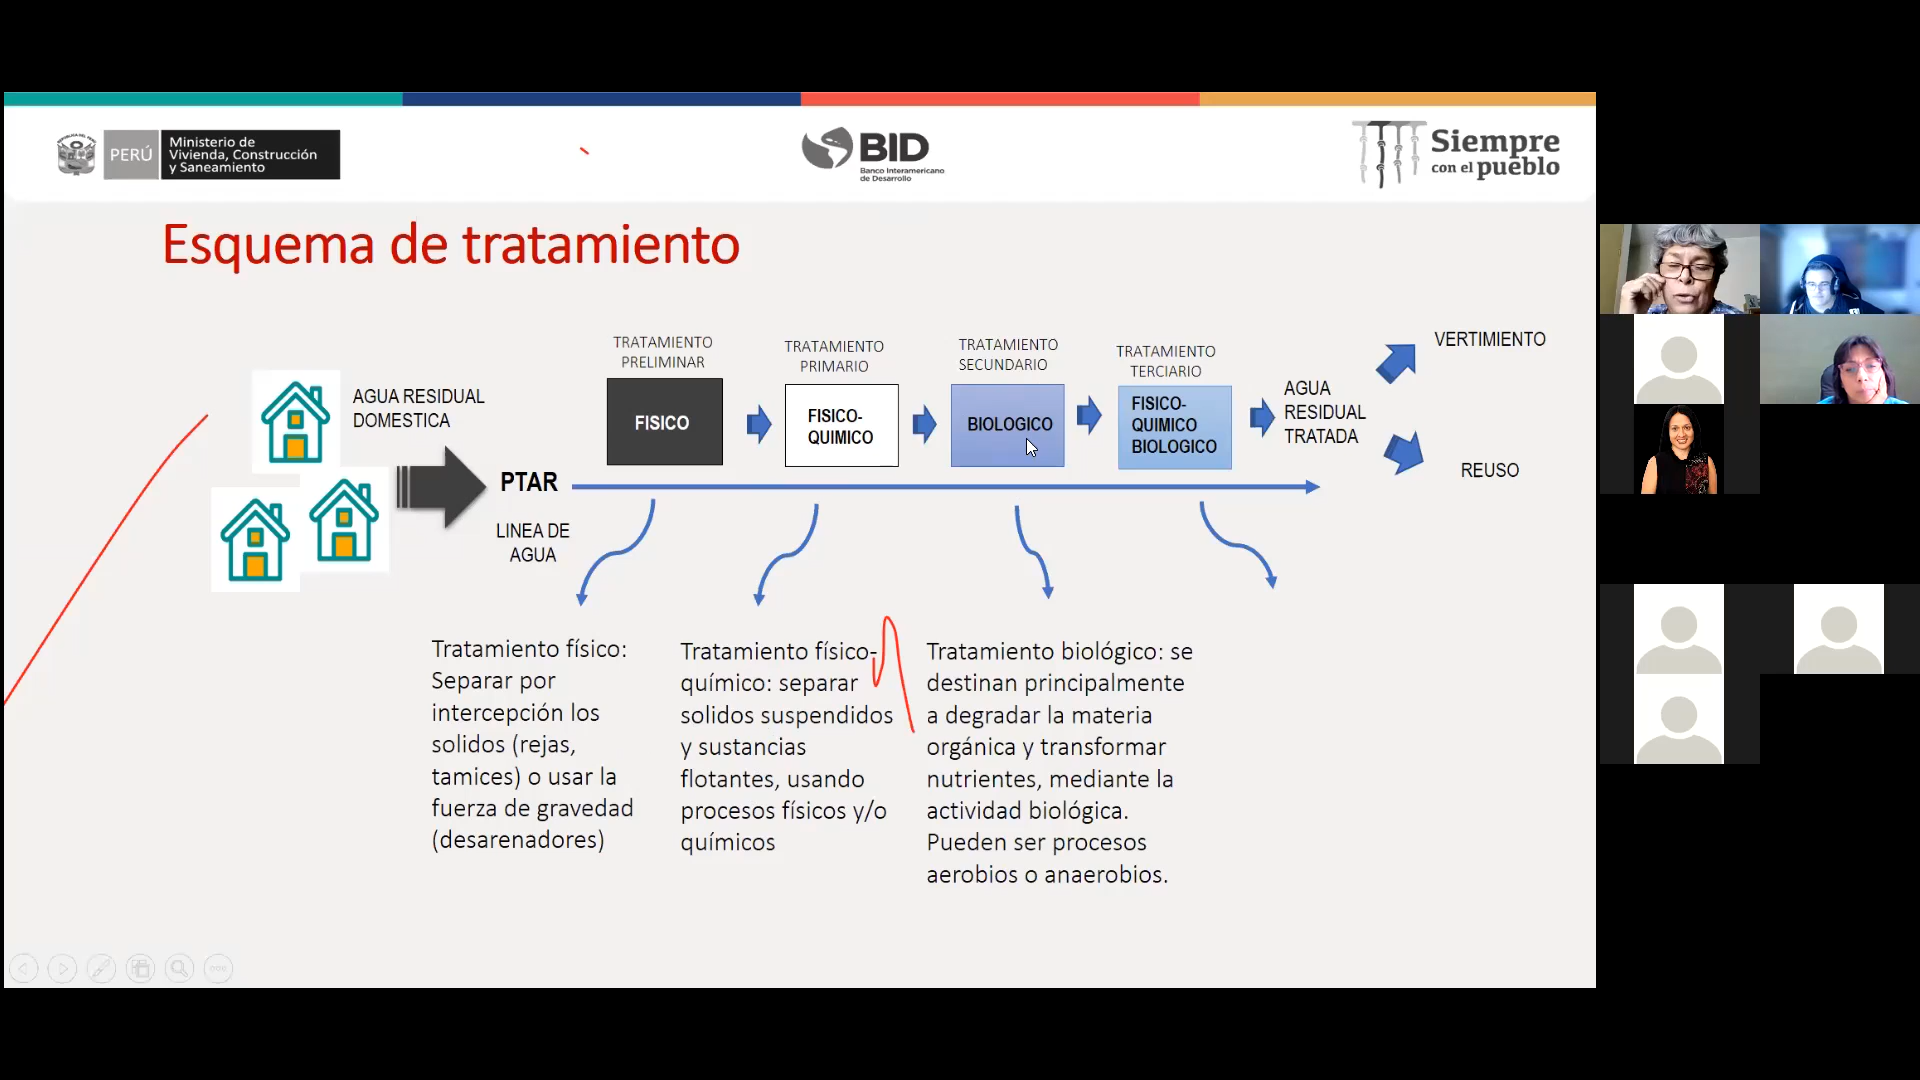 PERÚ
Ministerio de
Vivienda, Construcción
y Saneamiento
BID
Banco Interamericano
de Desarrollo
Siempre
con el pueblo
Esquema de tratamiento
AGUA RESIDUAL
DOMESTICA
PTAR
LINEA DE
AGUA
TRATAMIENTO
PRELIMINAR
FISICO
TRATAMIENTO
PRIMARIO
FISICO-
QUIMICO
TRATAMIENTO
SECUNDARIO
BIOLOGICO
TRATAMIENTO
TERCIARIO
FISICO-
QUIMICO
BIOLOGICO
AGUA
RESIDUAL
TRATADA
VERTIMIENTO
REUSO
Tratamiento físico:
Separar por
intercepción los
solidos (rejas,
tamices) o usar la
fuerza de gravedad
(desarenadores)
Tratamiento físico-
químico: separar
solidos suspendidos
y sustancias
flotantes, usando
procesos físicos y/o
químicos
Tratamiento biológico: se
destinan principalmente
a degradar la materia
orgánica y transformar
nutrientes, mediante la
actividad biológica.
Pueden ser procesos
aerobios o anaerobios.